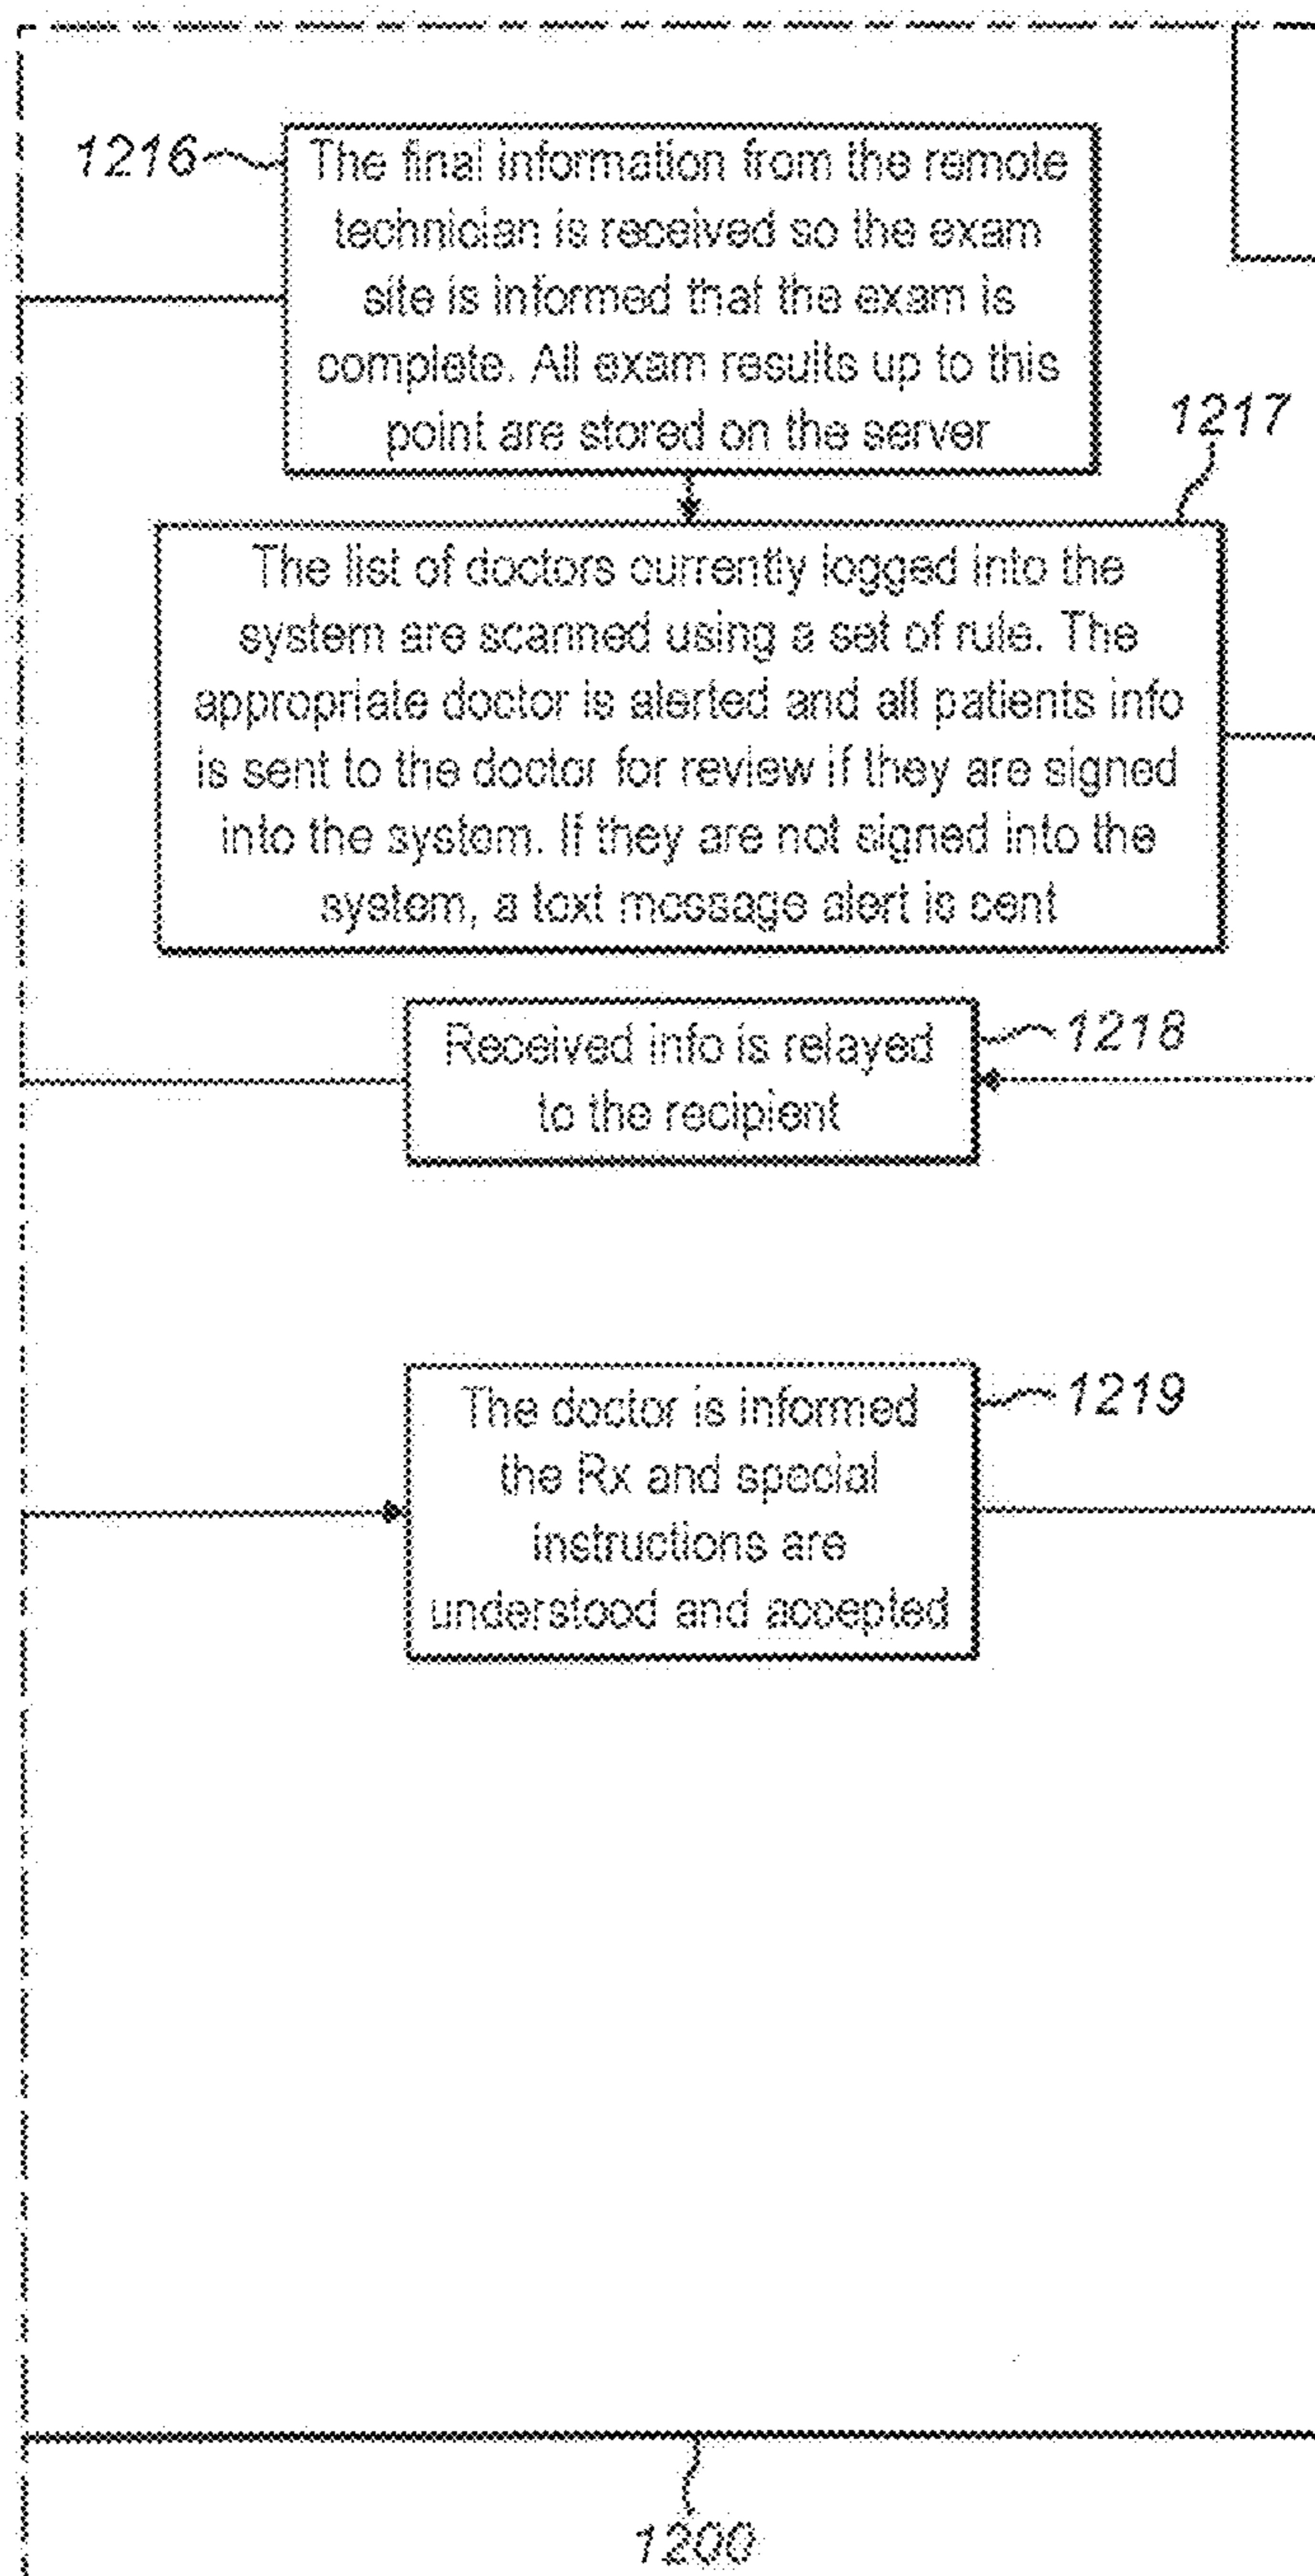 1216
The final information from the remote
technician is received so the exam
site is informed that the exam is
complete. All exam results up to this
point are stored on the server
1217
The list of doctors currently logged into the
system are scanned using a set of rule. The
appropriate doctor is alerted and all patients info
is sent to the doctor for review if they are signed
into the system. If they are not signed into the
system, a text message alert is sent
Received info is relayed
to the recipient
1218
The doctor is informed
the Rx and special
instructions are
understood and accepted
1219
1200